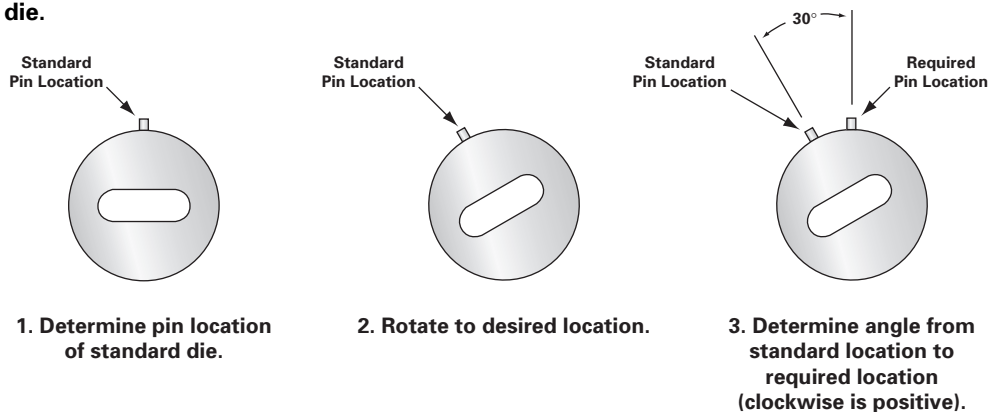 die.
Standard
Pin Location
Standard
Pin Location
Standard
Pin Location
30°
Required
Pin Location
1. Determine pin location
of standard die.
2. Rotate to desired location.
3. Determine angle from
standard location to
required location
(clockwise is positive).